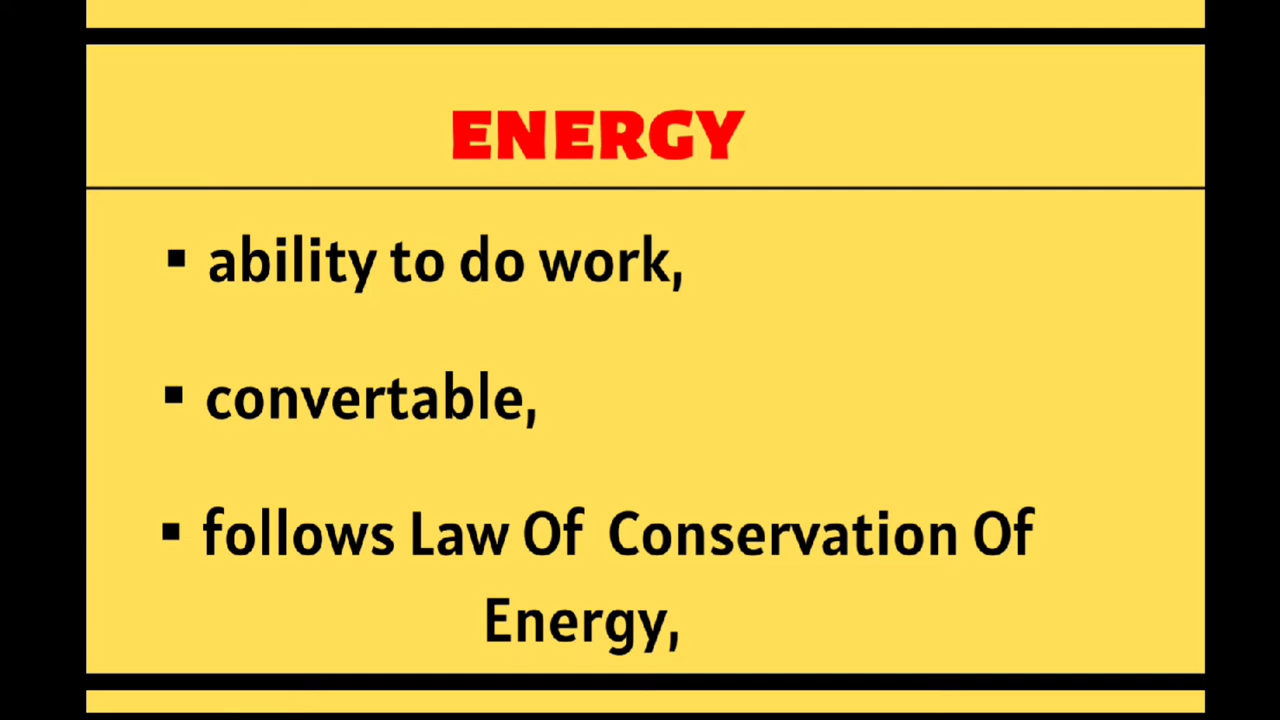 ENERGY
▪ ability to do work,
▪ convertable,
▪ follows Law Of Conservation Of
Energy,